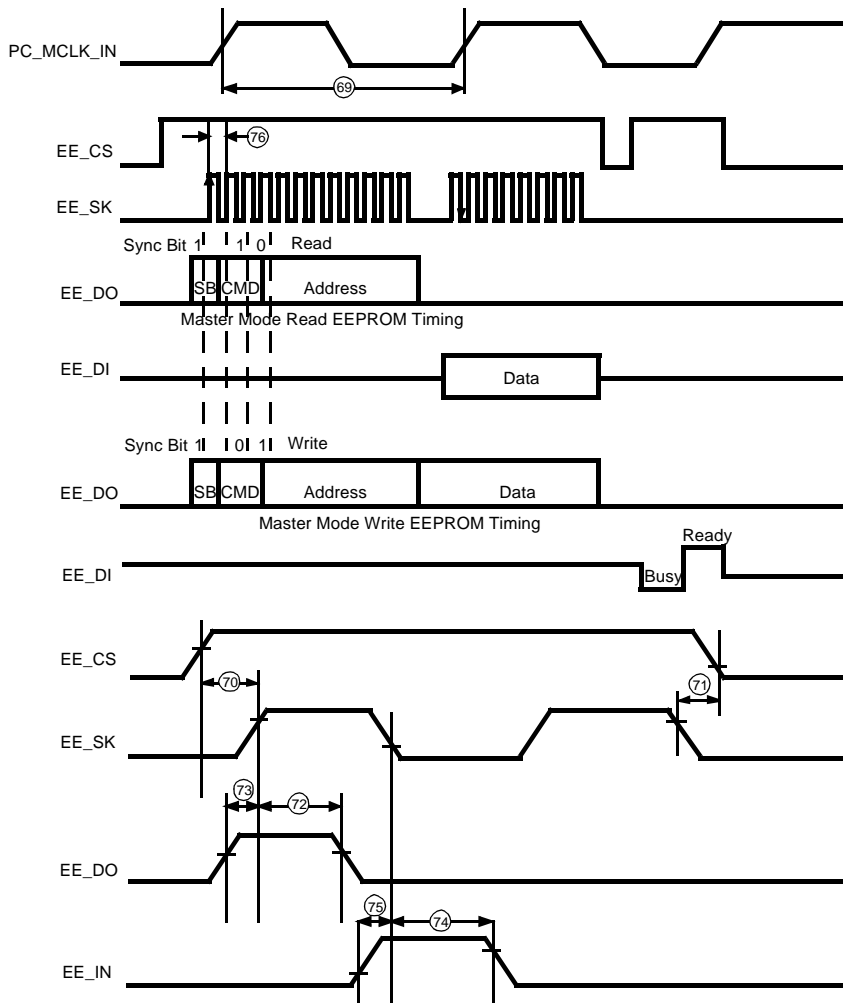 PC_MCLK_IN
69
EE_CS
76
EE_SK
Sync Bit 1 1 0 Read
EE_DO SB CMD Address
Master Mode Read EEPROM Timing
EE_DI Data
Sync Bit 1 0 1 Write
EE_DO SB CMD Address Data
Master Mode Write EEPROM Timing
Ready
EE_DI Busy
EE_CS
70 71
EE_SK
73 72
EE_DO
75 74
EE_IN